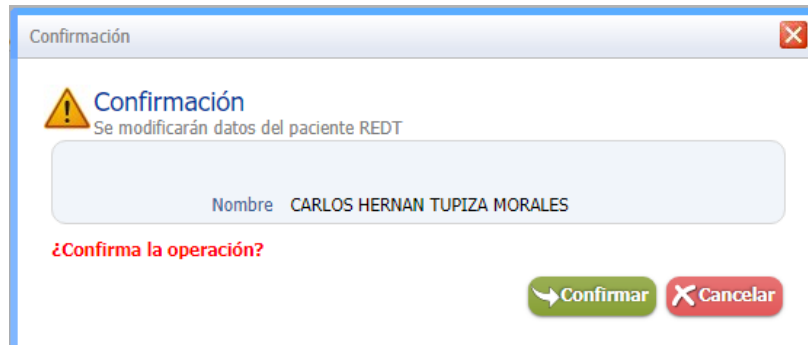 Confirmación
Confirmación
Se modificarán datos del paciente REDT
Nombre CARLOS HERNAN TUPIZA MORALES
¿Confirma la operación?
Confirmar Cancelar